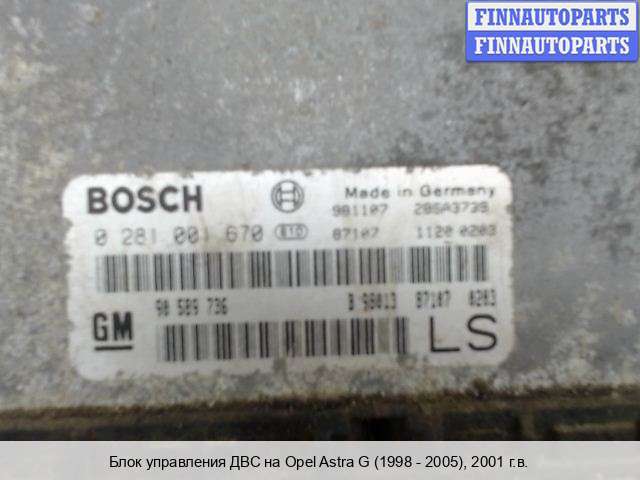 FINNAUTOPARTS
FINNAUTOPARTS
BOSCH
Made in Germany
981107 28SA3739
0 281 001 670 87107 1120 0203
90 589 736 B 98013 87107 0203
GM
LS
Блок управления ДВС на Opel Astra G (1998 - 2005), 2001 г.в.